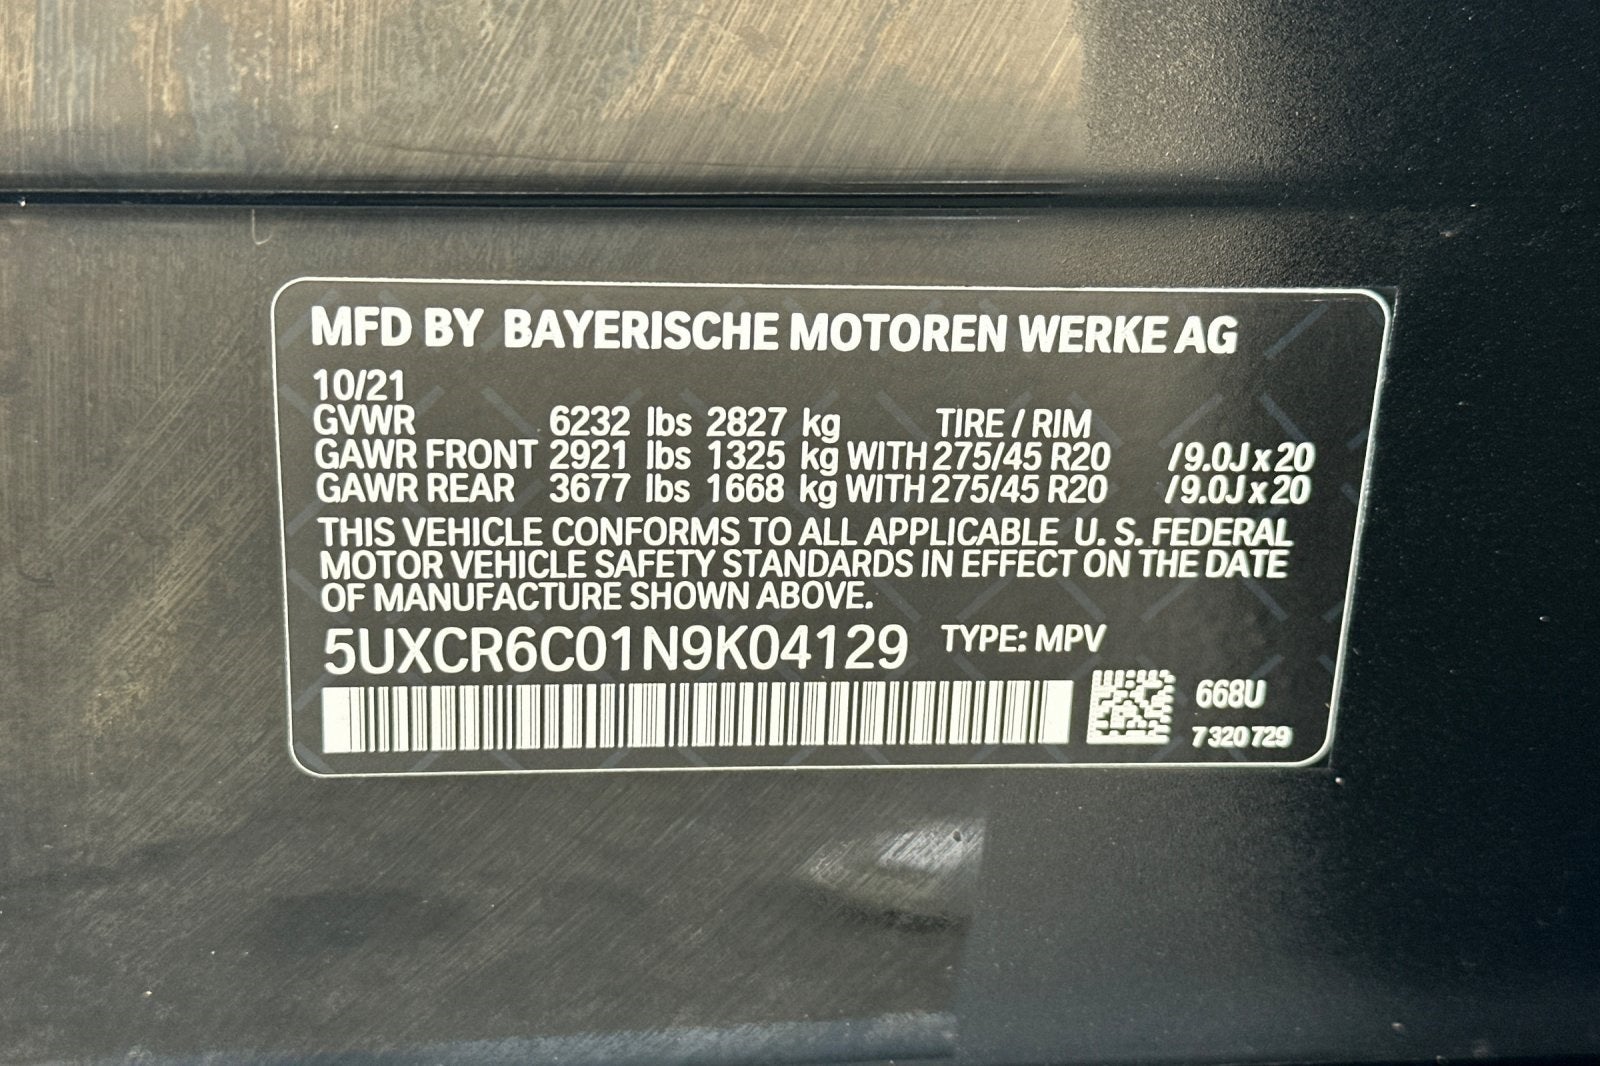 MFD BY BAYERISCHE MOTOREN WERKE AG
10/21
GVWR 6232 lbs 2827 kg TIRE / RIM
GAWR FRONT 2921 lbs 1325 kg WITH 275/45 R20 / 9.0J x 20
GAWR REAR 3677 lbs 1668 kg WITH 275/45 R20 / 9.0J x 20
THIS VEHICLE CONFORMS TO ALL APPLICABLE U. S. FEDERAL
MOTOR VEHICLE SAFETY STANDARDS IN EFFECT ON THE DATE
OF MANUFACTURE SHOWN ABOVE.
5UXCR6C01N9K04129 TYPE: MPV
668U
7 320 729